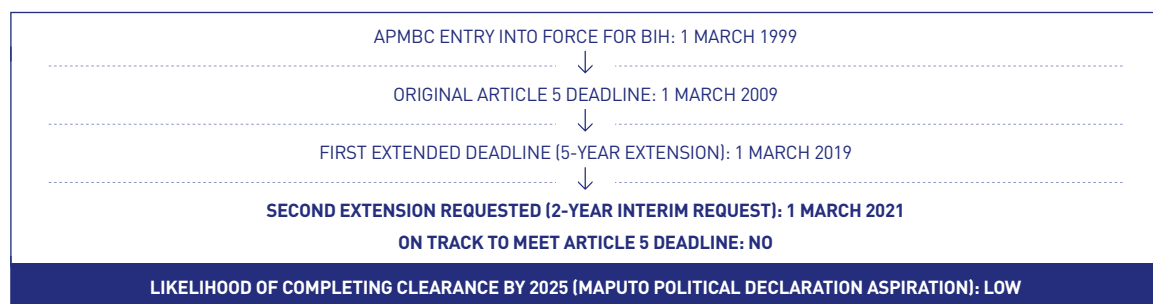 APMBC ENTRY INTO FORCE FOR BIH: 1 MARCH 1999
ORIGINAL ARTICLE 5 DEADLINE: 1 MARCH 2009
FIRST EXTENDED DEADLINE (5-YEAR EXTENSION): 1 MARCH 2019
SECOND EXTENSION REQUESTED (2-YEAR INTERIM REQUEST): 1 MARCH 2021
ON TRACK TO MEET ARTICLE 5 DEADLINE: NO
LIKELIHOOD OF COMPLETING CLEARANCE BY 2025 (MAPUTO POLITICAL DECLARATION ASPIRATION): LOW